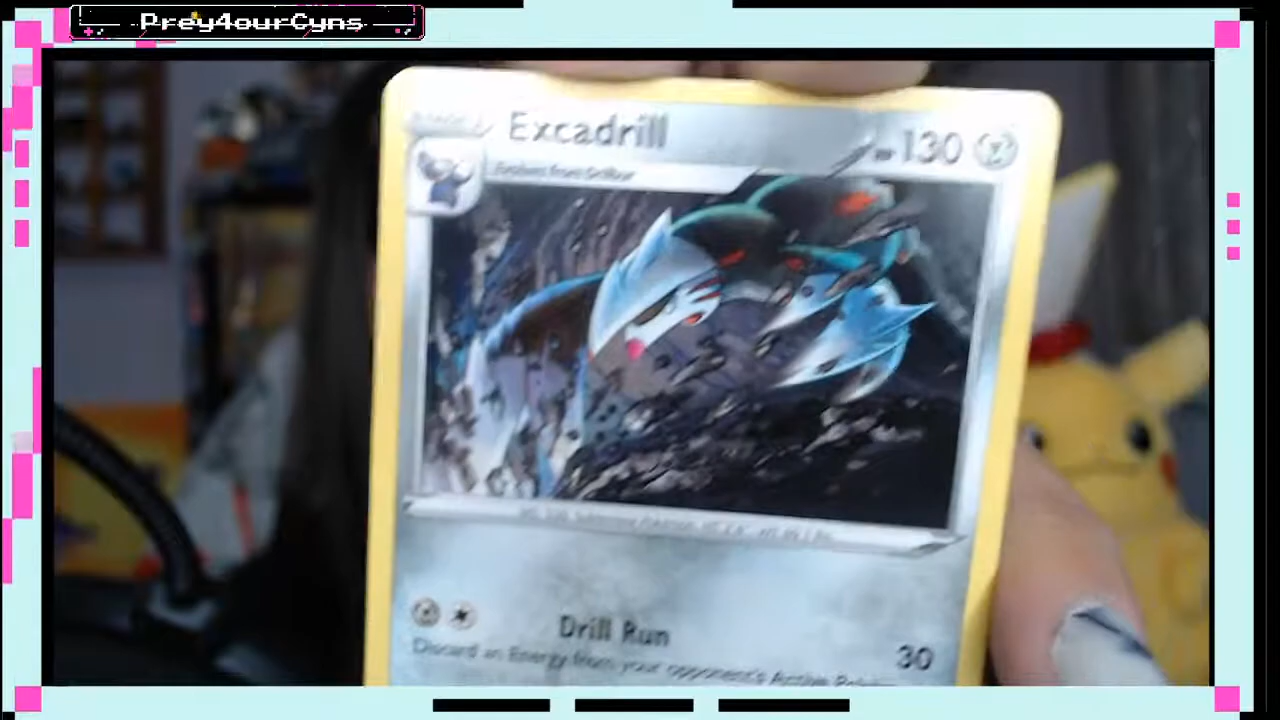 Prey4ourCyns
Excadrill
130
Evolves from Drilbur
Drill Run
30
Discard an Energy from your opponent's Active